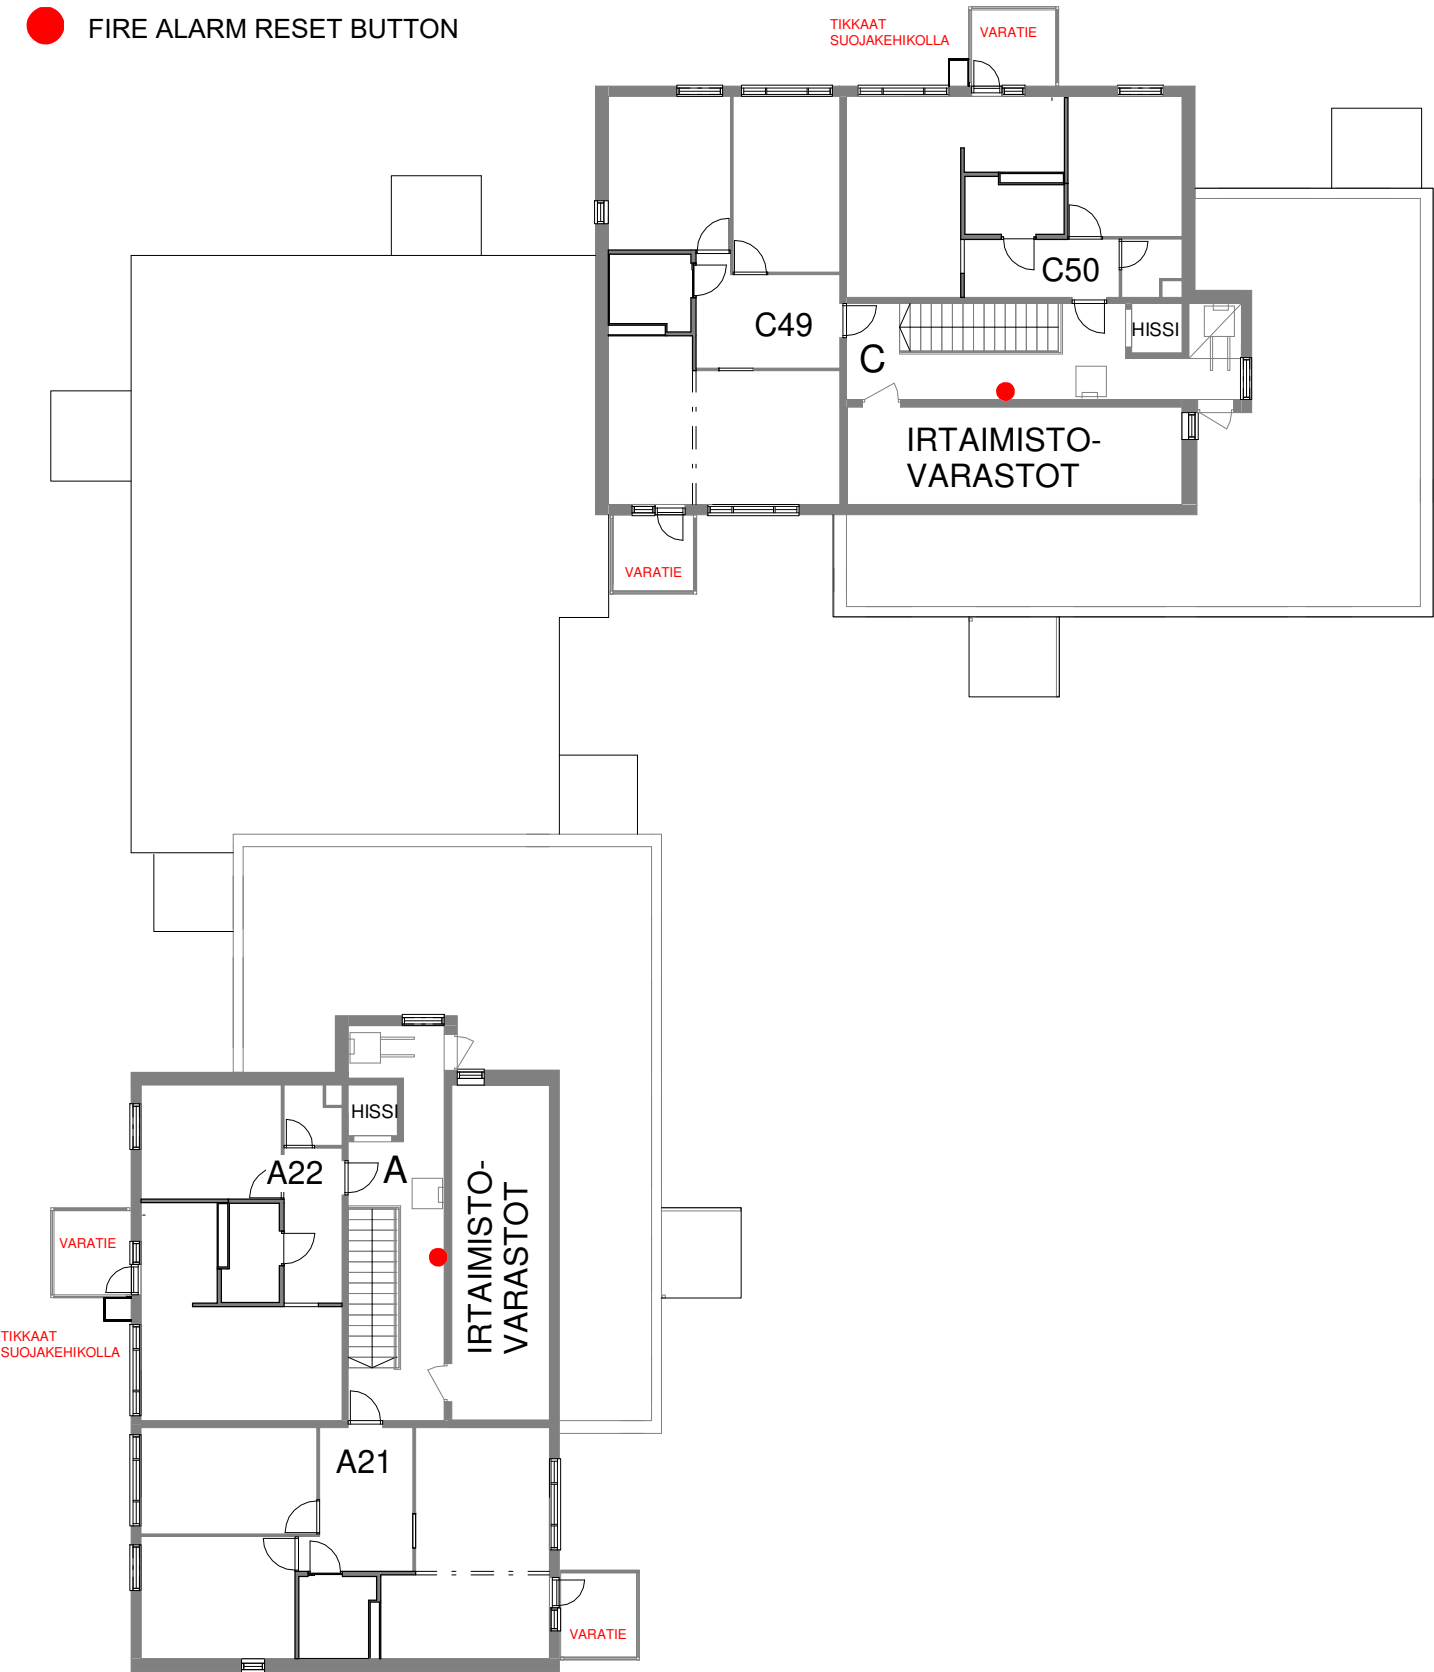 FIRE ALARM RESET BUTTON
TIKKAAT
SUOJAKEHIKOLLA
VARATIE
C50
C49
HISSI
C
IRTAIMISTO-
VARASTOT
VARATIE
HISSI
A22
A
IRTAIMISTO-
VARASTOT
VARATIE
TIKKAAT
SUOJAKEHIKOLLA
A21
VARATIE